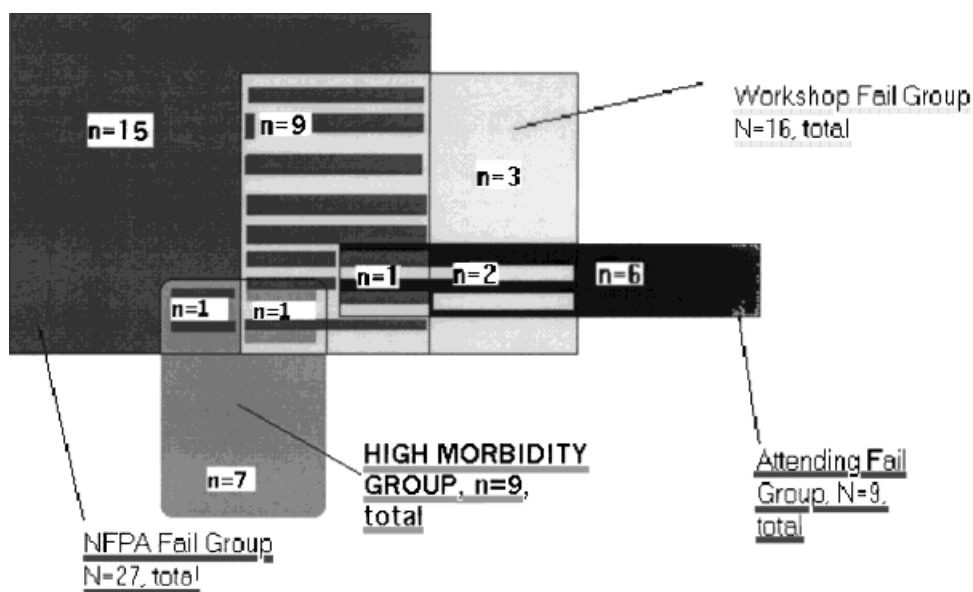 n=15
n=9
Workshop Fail Group
N=16, total
n=3
n=1
n=2
n=6
n=1
n=1
HIGH MORBIDITY
GROUP, n=9,
total
Attending Fail
Group, N=9,
total
n=7
NFPA Fail Group
N=27, total